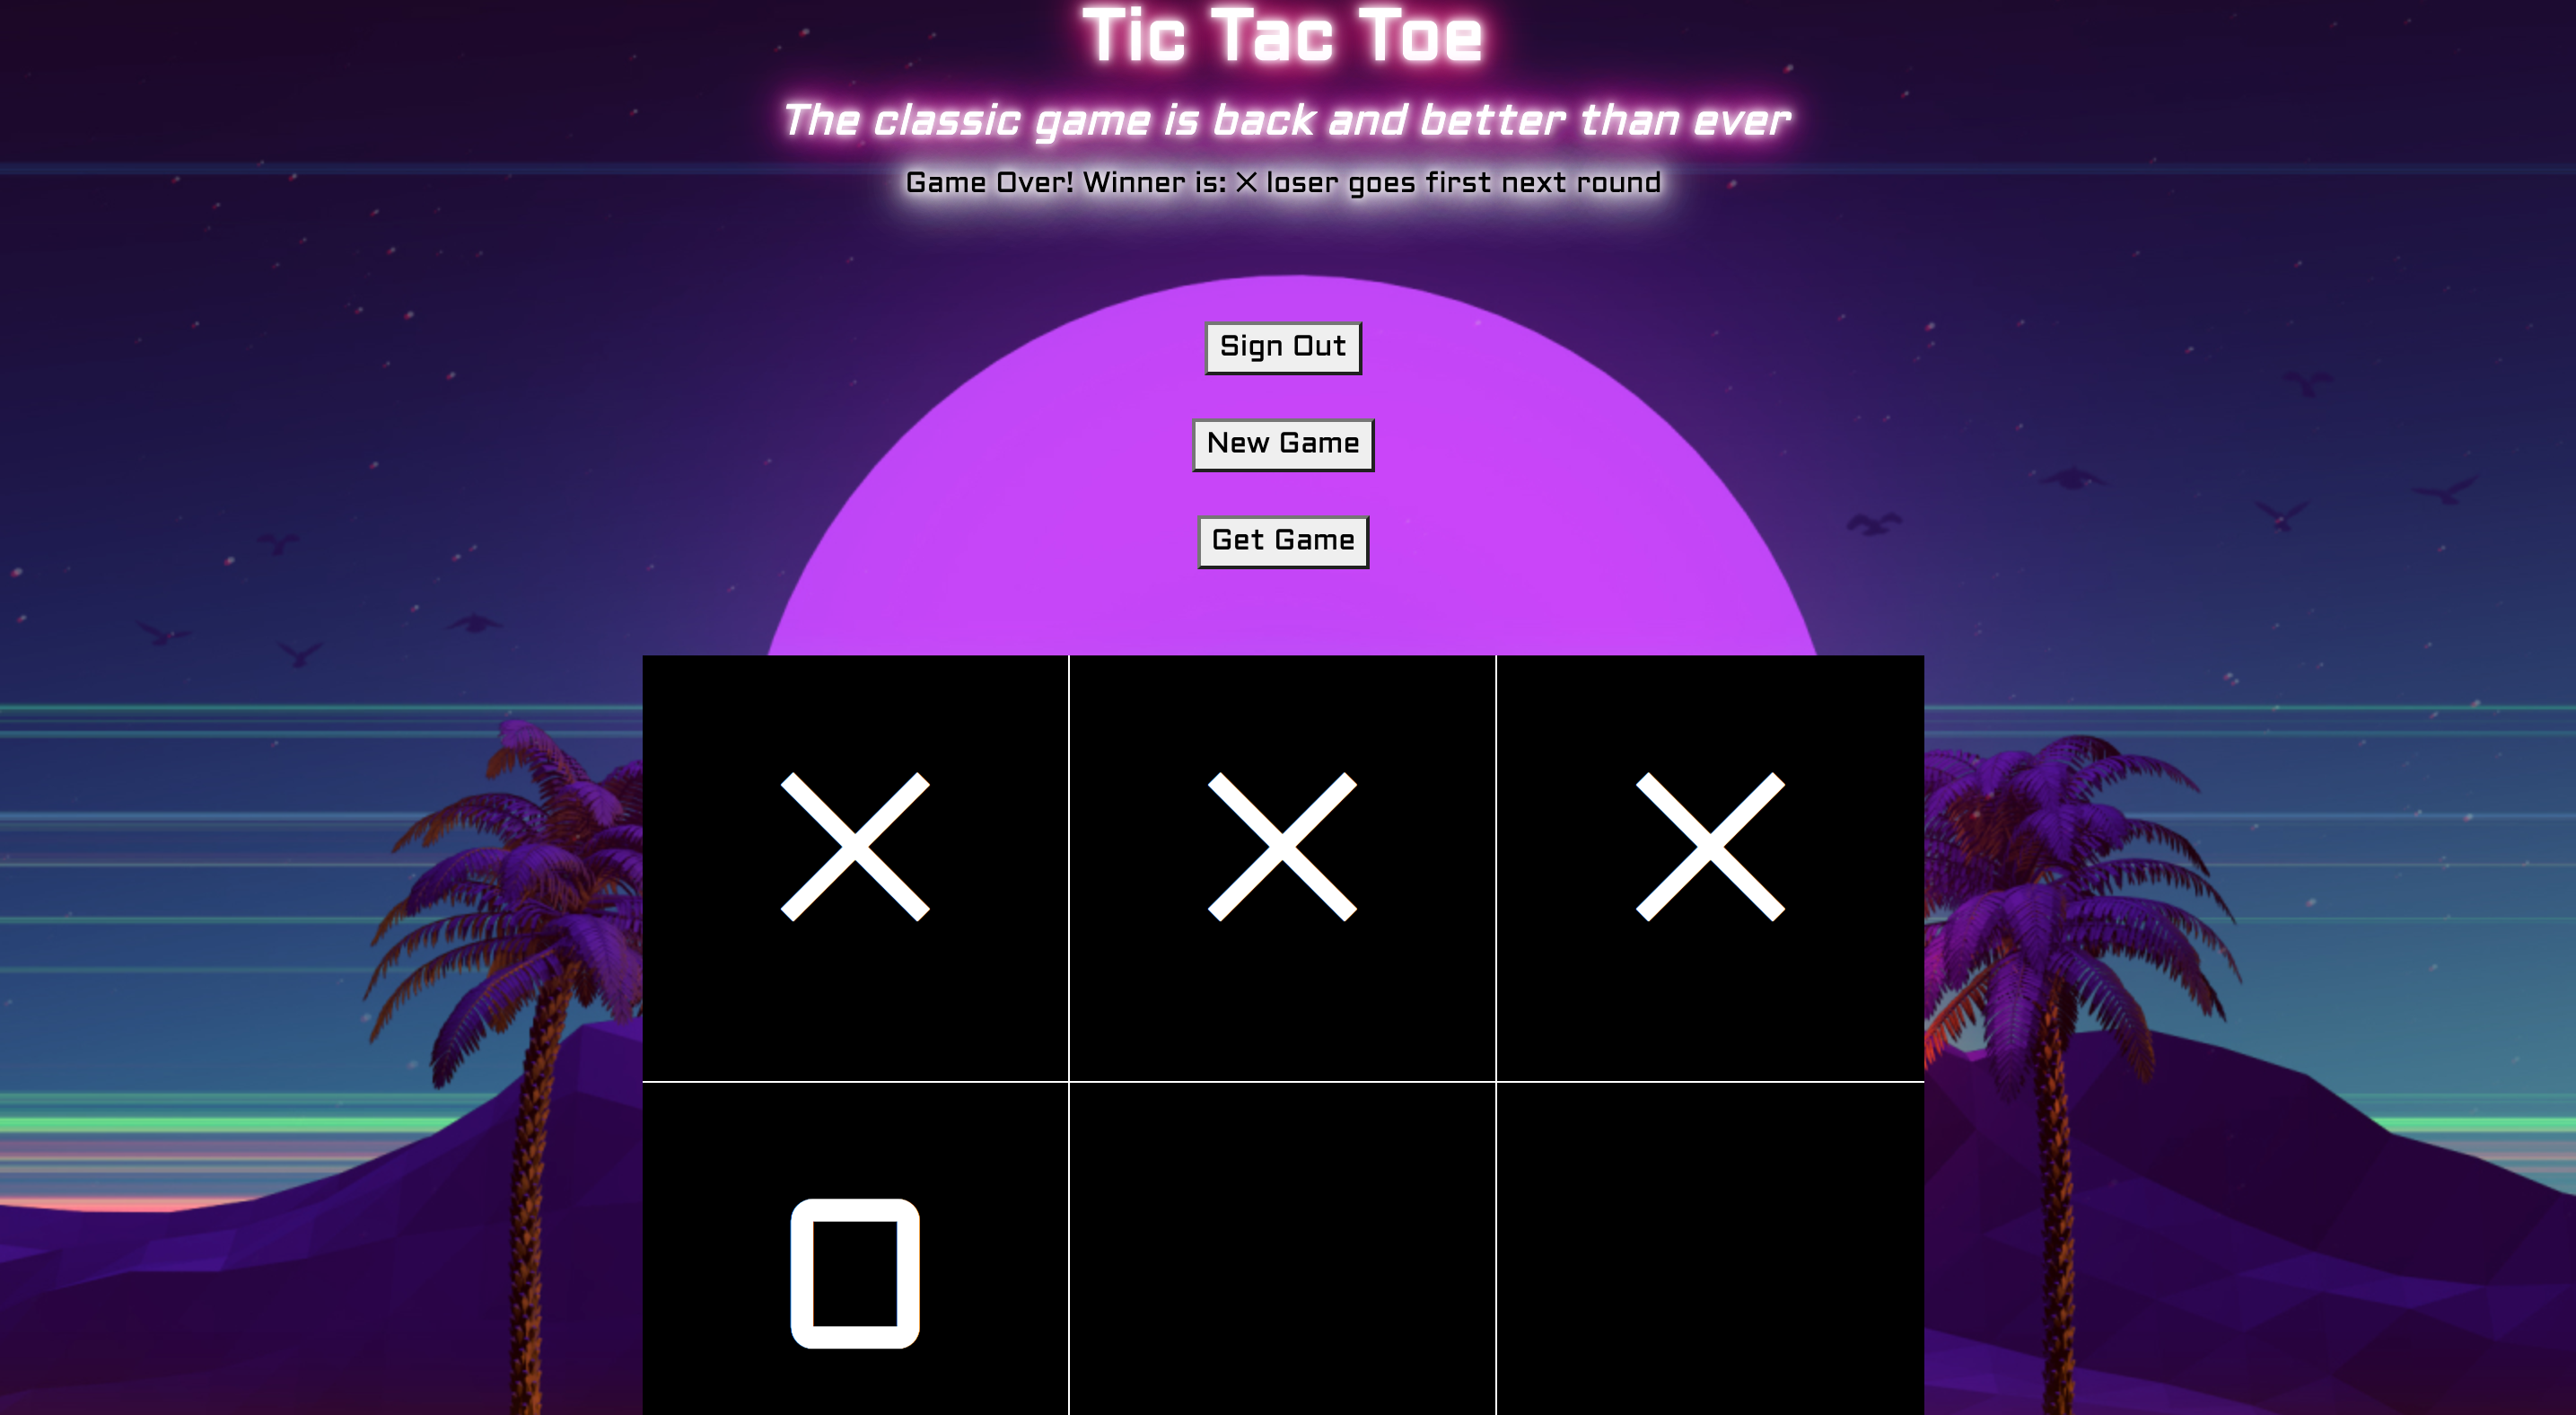 Tic Tac Toe
The classic game is back and better than ever
Game Over! Winner is: X loser goes first next round
Sign Out
New Game
Get Game
X X X
O